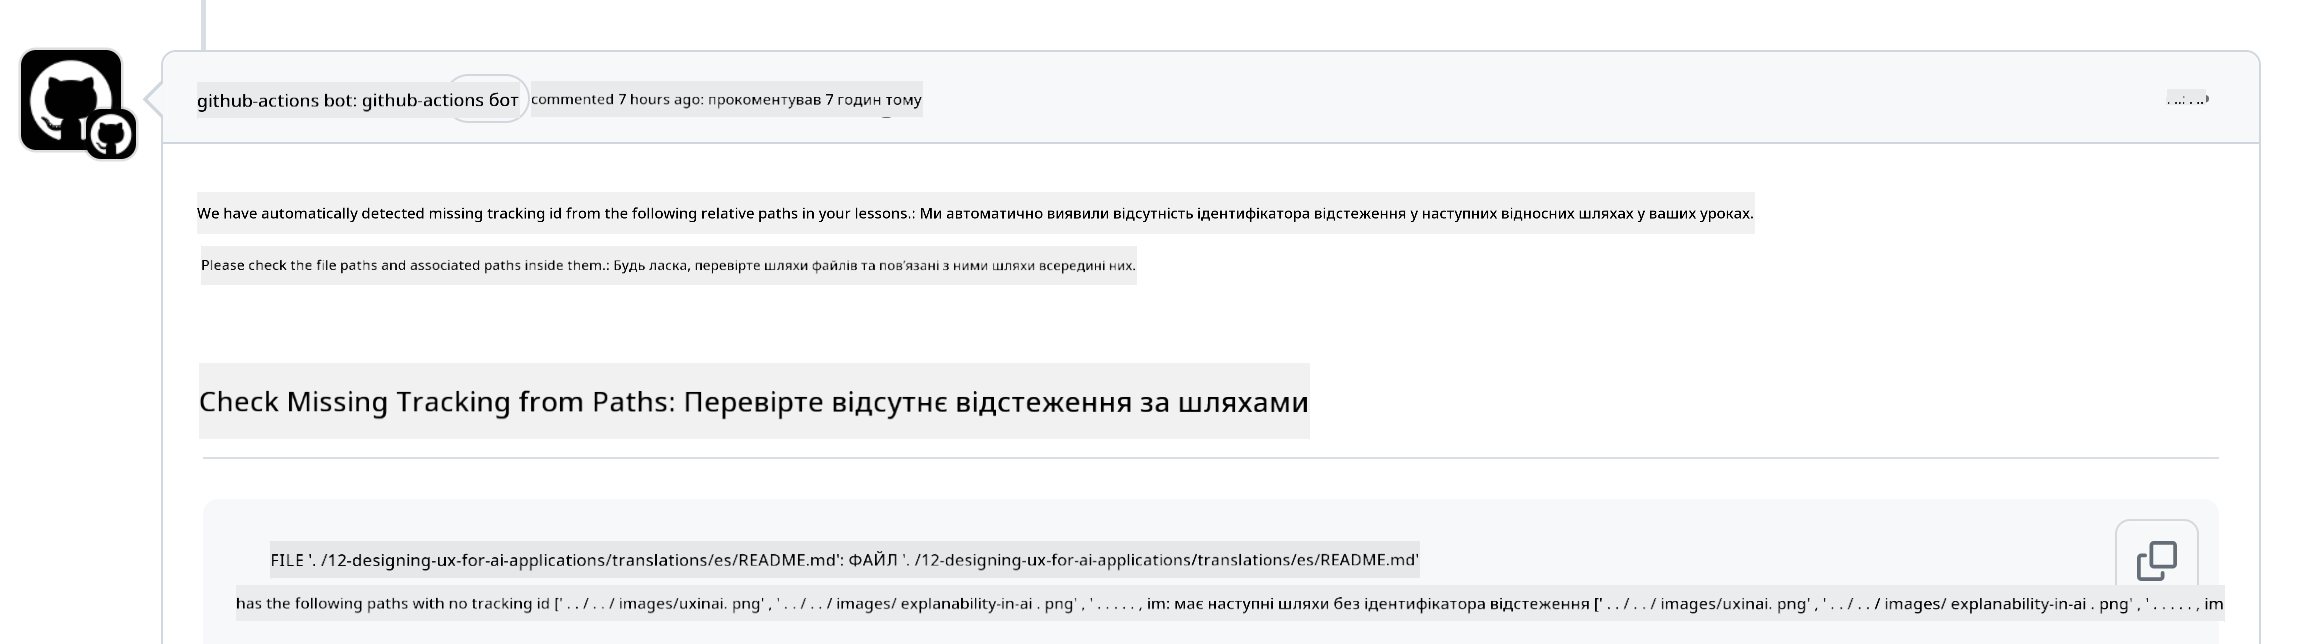 github-actions bot: github-actions бот commented 7 hours ago: прокоментував 7 годин тому
We have automatically detected missing tracking id from the following relative paths in your lessons.: Ми автоматично виявили відсутність ідентифікатора відстеження у наступних відносних шляхах у ваших уроках.
Please check the file paths and associated paths inside them.: Будь ласка, перевірте шляхи файлів та пов'язані з ними шляхи всередині них.
Check Missing Tracking from Paths: Перевірте відсутнє відстеження за шляхами
FILE '. /12-designing-ux-for-ai-applications/translations/es/README.md': ФАЙЛ '. /12-designing-ux-for-ai-applications/translations/es/README.md'
has the following paths with no tracking id [' . . / . . / images/uxinai. png' , ' . . / . . / images/ explanability-in-ai . png' , ' . . . . . , im: має наступні шляхи без ідентифікатора відстеження [' . . / . . / images/uxinai. png' , ' . . / . . / images/ explanability-in-ai . png' , ' . . . . . , im